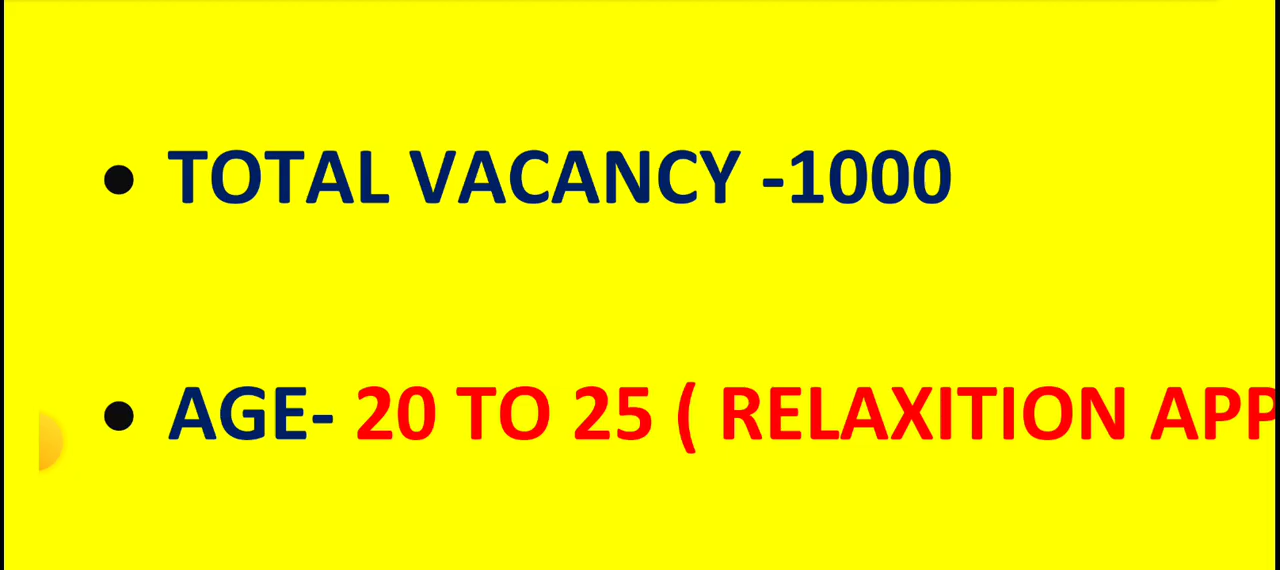 • TOTAL VACANCY -1000
• AGE- 20 TO 25 ( RELAXITION APP